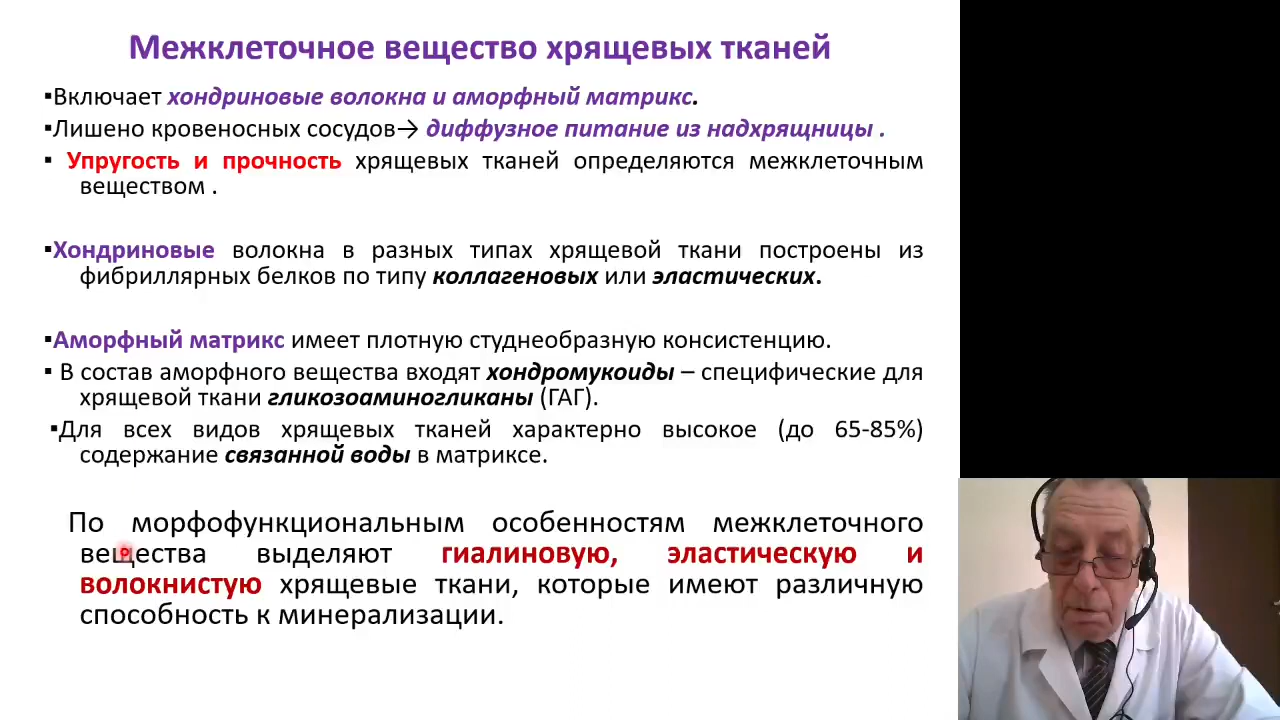 Межклеточное вещество хрящевых тканей
▪Включает хондриновые волокна и аморфный матрикс.
▪Лишено кровеносных сосудов→ диффузное питание из надхрящницы .
▪ Упругость и прочность хрящевых тканей определяются межклеточным
веществом .
▪Хондриновые волокна в разных типах хрящевой ткани построены из
фибриллярных белков по типу коллагеновых или эластических.
▪Аморфный матрикс имеет плотную студнеобразную консистенцию.
▪ В состав аморфного вещества входят хондромукоиды – специфические для
хрящевой ткани гликозоаминогликаны (ГАГ).
▪Для всех видов хрящевых тканей характерно высокое (до 65-85%)
содержание связанной воды в матриксе.
По морфофункциональным особенностям межклеточного
вещества выделяют гиалиновую, эластическую и
волокнистую хрящевые ткани, которые имеют различную
способность к минерализации.